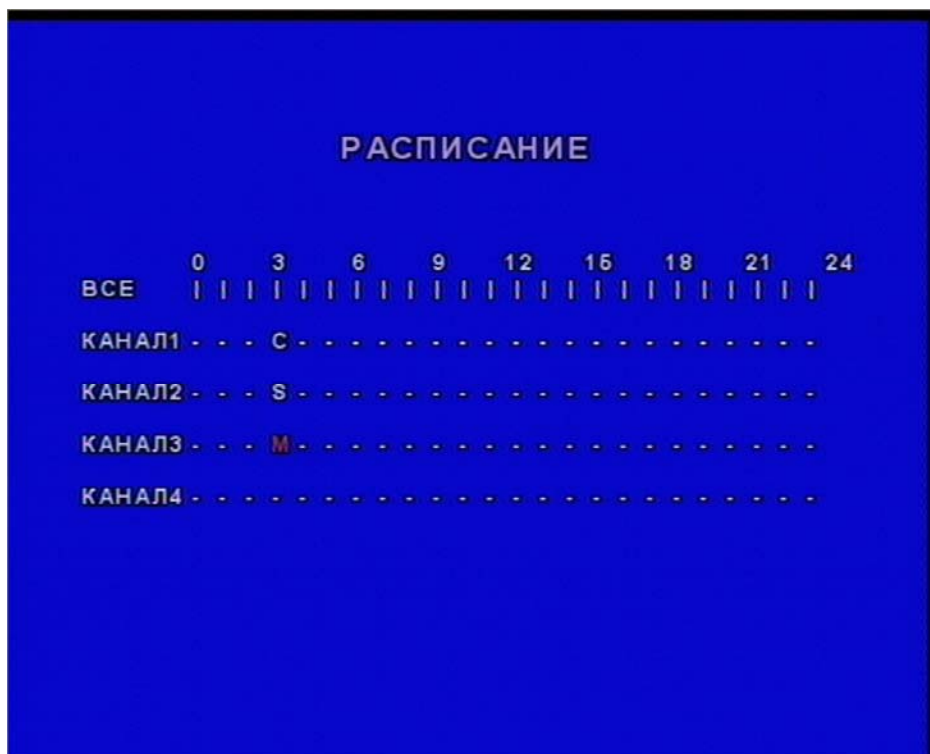 РАСПИСАНИЕ
0 3 6 9 12 15 18 21 24
ВСЕ | | | | | | | | | | | | | | | | | | | | | | | |
КАНАЛ1 - - - C - - - - - - - - - - - - - - - - - - - -
КАНАЛ2 - - - S - - - - - - - - - - - - - - - - - - - -
КАНАЛ3 - - - M - - - - - - - - - - - - - - - - - - - -
КАНАЛ4 - - - - - - - - - - - - - - - - - - - - - - - -